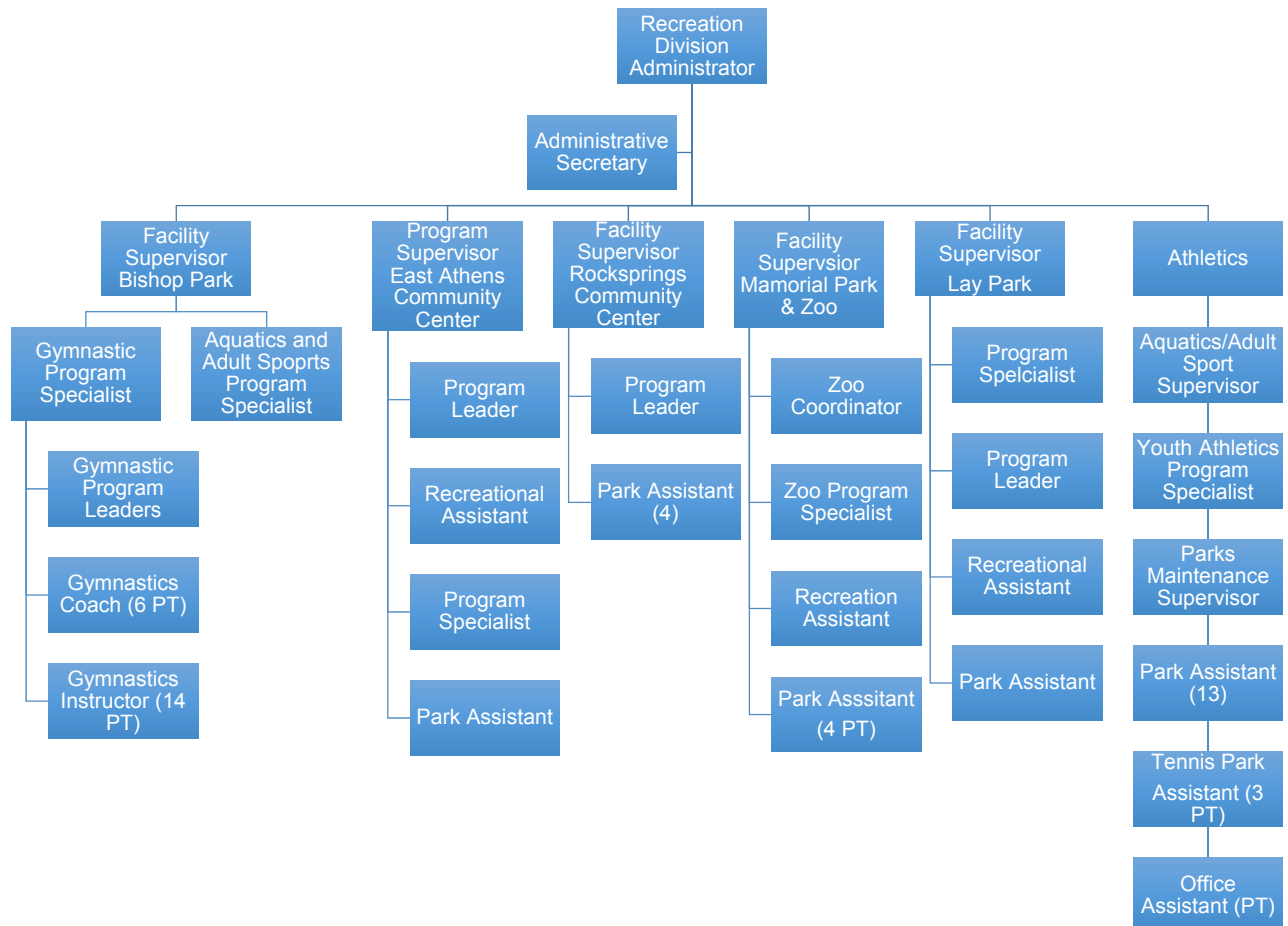 Recreation
Division
Administrator
Administrative
Secretary
Facility
Supervisor
Bishop Park
Gymnastic
Program
Specialist
Gymnastic
Program
Leaders
Gymnastics
Coach (6 PT)
Gymnastics
Instructor (14
PT)
Aquatics and
Adult Spoprts
Program
Specialist
Program
Supervisor
East Athens
Community
Center
Program
Leader
Recreational
Assistant
Program
Specialist
Park Assistant
Facility
Supervisor
Rocksprings
Community
Center
Program
Leader
Park Assistant
(4)
Facility
Supervsior
Mamorial Park
& Zoo
Zoo
Coordinator
Zoo Program
Specialist
Recreation
Assistant
Park Asssitant
(4 PT)
Facility
Supervisor
Lay Park
Program
Spelcialist
Program
Leader
Recreational
Assistant
Park Assistant
Athletics
Aquatics/Adult
Sport
Supervisor
Youth Athletics
Program
Specialist
Parks
Maintenance
Supervisor
Park Assistant
(13)
Tennis Park
Assistant (3
PT)
Office
Assistant (PT)